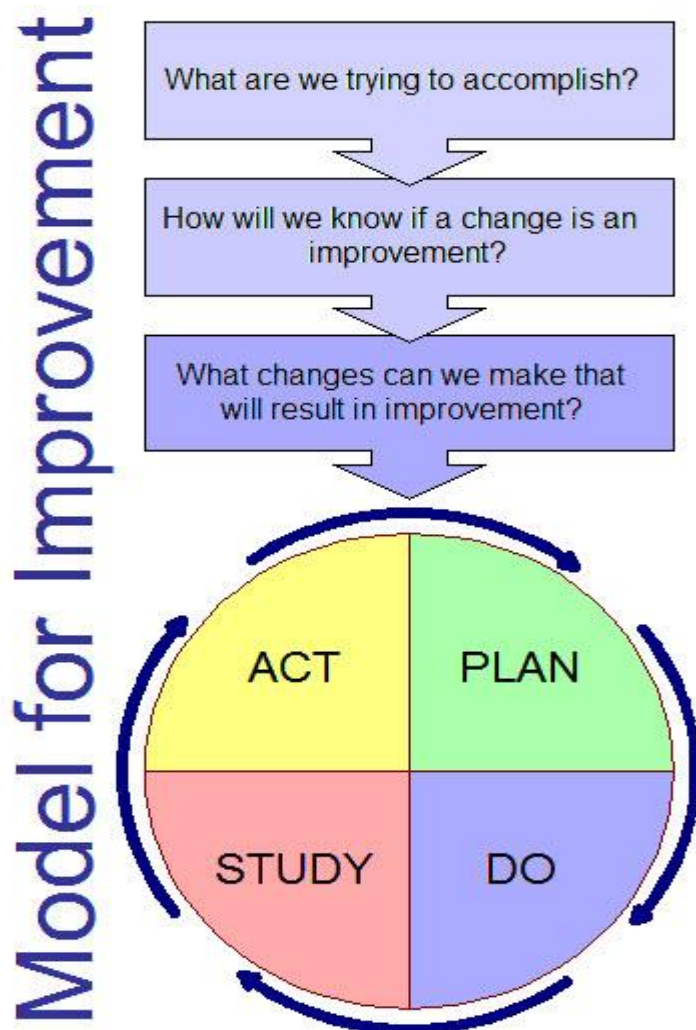 Model for Improvement
What are we trying to accomplish?
How will we know if a change is an
improvement?
What changes can we make that
will result in improvement?
ACT
PLAN
STUDY
DO